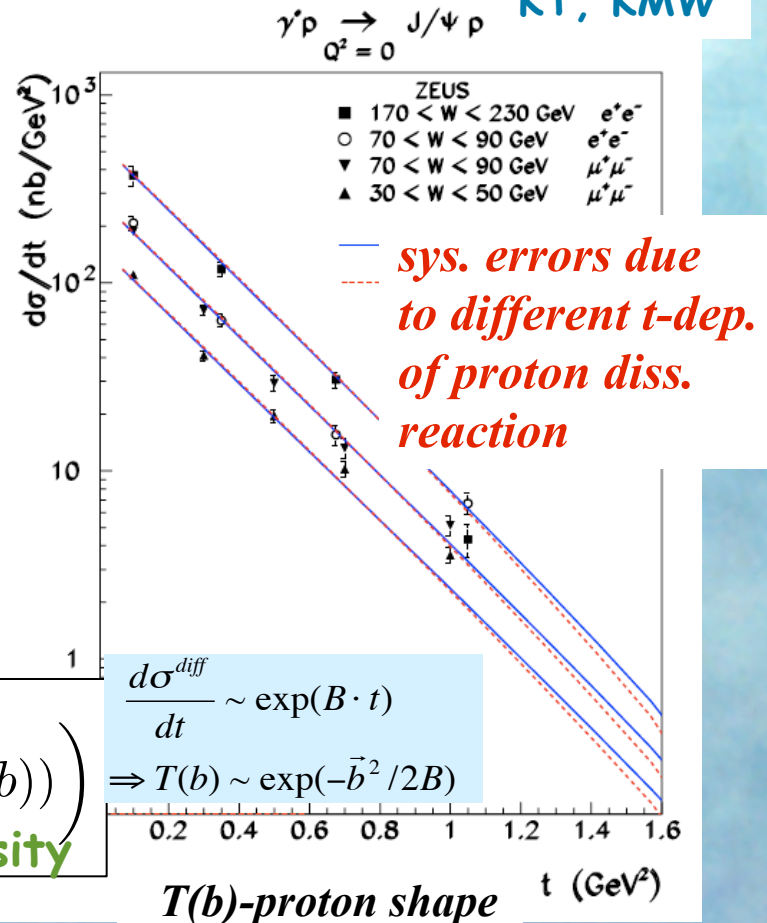 KT, KMW
γ*p → J/ψ p
Q² = 0
dσ/dt (nb/GeV²)
10³
10²
10
1
ZEUS
■ 170 < W < 230 GeV e⁺e⁻
○ 70 < W < 90 GeV e⁺e⁻
▼ 70 < W < 90 GeV μ⁺μ⁻
▲ 30 < W < 50 GeV μ⁺μ⁻
sys. errors due
to different t-dep.
of proton diss.
reaction
dσ^diff/dt ~ exp(B · t)
⇒ T(b) ~ exp(–b⃗ ² /2B)
b)))
sity
0.2 0.4 0.6 0.8 1 1.2 1.4 1.6
t (GeV²)
T(b)-proton shape